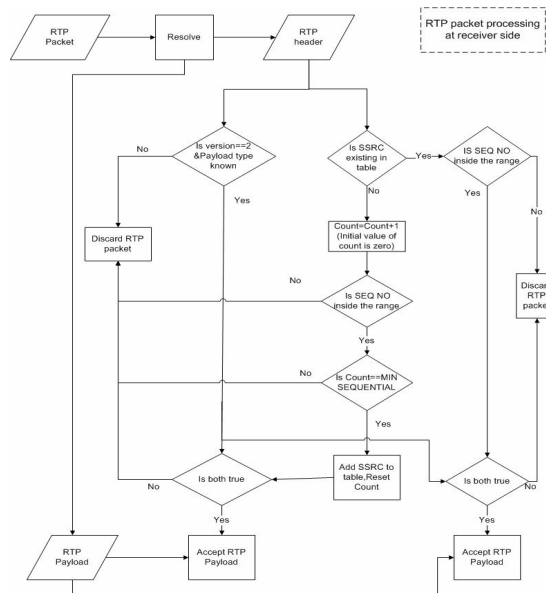 RTP
Packet
Resolve
RTP
header
RTP packet processing
at receiver side
Is version==2
&Payload type
known
No
Yes
Is SSRC
existing in
table
Yes
No
IS SEQ NO
inside the range
No
Yes
Discard RTP
packet
Count=Count+1
(Initial value of
count is zero)
Discar
RTP
packe
No
Is SEQ NO
inside the range
Yes
No
Is Count==MIN
SEQUENTIAL
Yes
Is both true
No
Yes
Add SSRC to
table,Reset
Count
Is both true
No
Yes
RTP
Payload
Accept RTP
Payload
Accept RTP
Payload